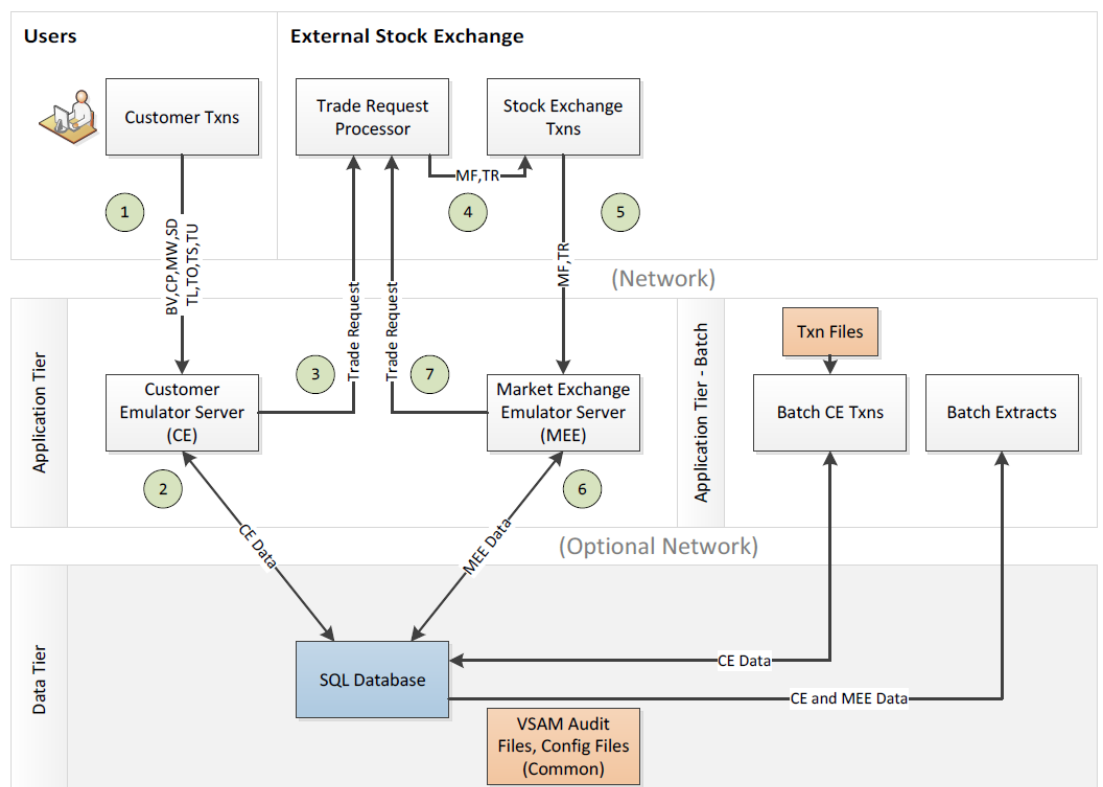 Users
External Stock Exchange
Customer Txns
Trade Request
Processor
Stock Exchange
Txns
MF,TR
1
4
5
BV,CP,MW,SD
TL,TO,TS,TU
Trade Request
Trade Request
MF,TR
(Network)
Application Tier
3
7
Customer
Emulator Server
(CE)
Market Exchange
Emulator Server
(MEE)
Application Tier - Batch
Txn Files
Batch CE Txns
Batch Extracts
2
6
CE Data
MEE Data
(Optional Network)
Data Tier
SQL Database
CE Data
CE and MEE Data
VSAM Audit
Files, Config Files
(Common)